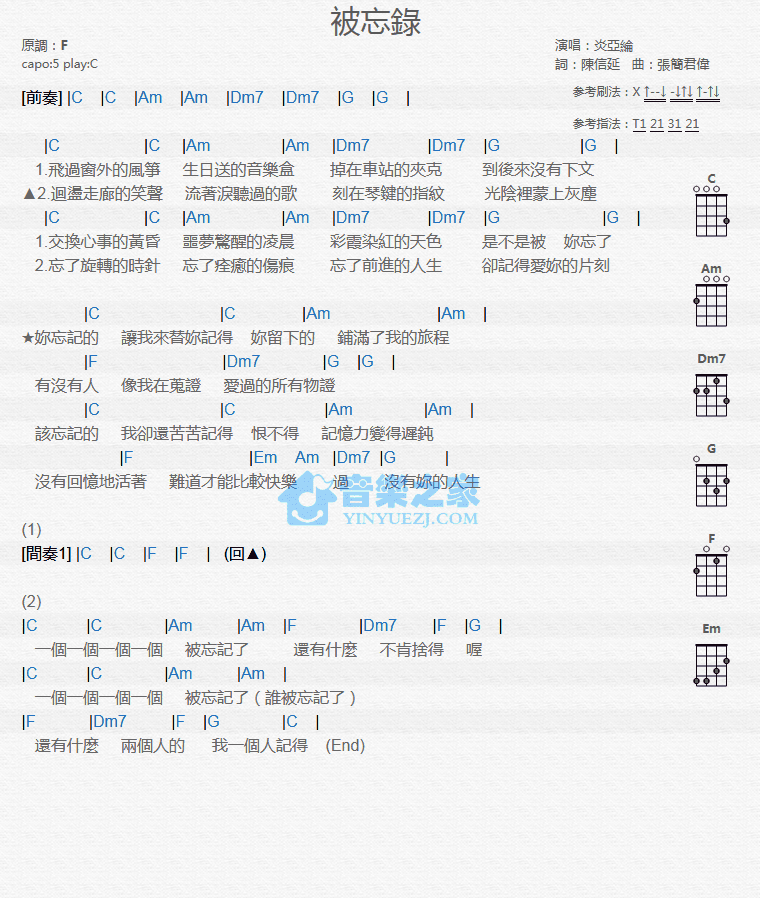 被忘錄
原調：F
capo:5 play:C
演唱：炎亞綸
詞：陳信延 曲：張簡君偉
參考刷法：X ↑--↓ -↓↑↓ ↑-↑↓
參考指法：T1 21 31 21
[前奏] |C |C |Am |Am |Dm7 |Dm7 |G |G |
|C |C |Am |Am |Dm7 |Dm7 |G |G |
1.飛過窗外的風箏 生日送的音樂盒 掉在車站的夾克 到後來沒有下文
▲2.迴盪走廊的笑聲 流著淚聽過的歌 刻在琴鍵的指紋 光陰裡蒙上灰塵
|C |C |Am |Am |Dm7 |Dm7 |G |G |
1.交換心事的黃昏 噩夢驚醒的凌晨 彩霞染紅的天色 是不是被 妳忘了
2.忘了旋轉的時針 忘了痊癒的傷痕 忘了前進的人生 卻記得愛妳的片刻
|C |C |Am |Am |
★妳忘記的 讓我來替妳記得 妳留下的 鋪滿了我的旅程
|F |Dm7 |G |G |
有沒有人 像我在蒐證 愛過的所有物證
|C |C |Am |Am |
該忘記的 我卻還苦苦記得 恨不得 記憶力變得遲鈍
|F |Em Am |Dm7 |G |
沒有回憶地活著 難道才能比較快樂 過 沒有妳的人生
音樂之家
YINYUEZJ.COM
(1)
[間奏1] |C |C |F |F | (回▲)
(2)
|C |C |Am |Am |F |Dm7 |F |G |
一個一個一個一個 被忘記了 還有什麼 不肯捨得 喔
|C |C |Am |Am |
一個一個一個一個 被忘記了（誰被忘記了）
|F |Dm7 |F |G |C |
還有什麼 兩個人的 我一個人記得 (End)
C
Am
Dm7
G
F
Em